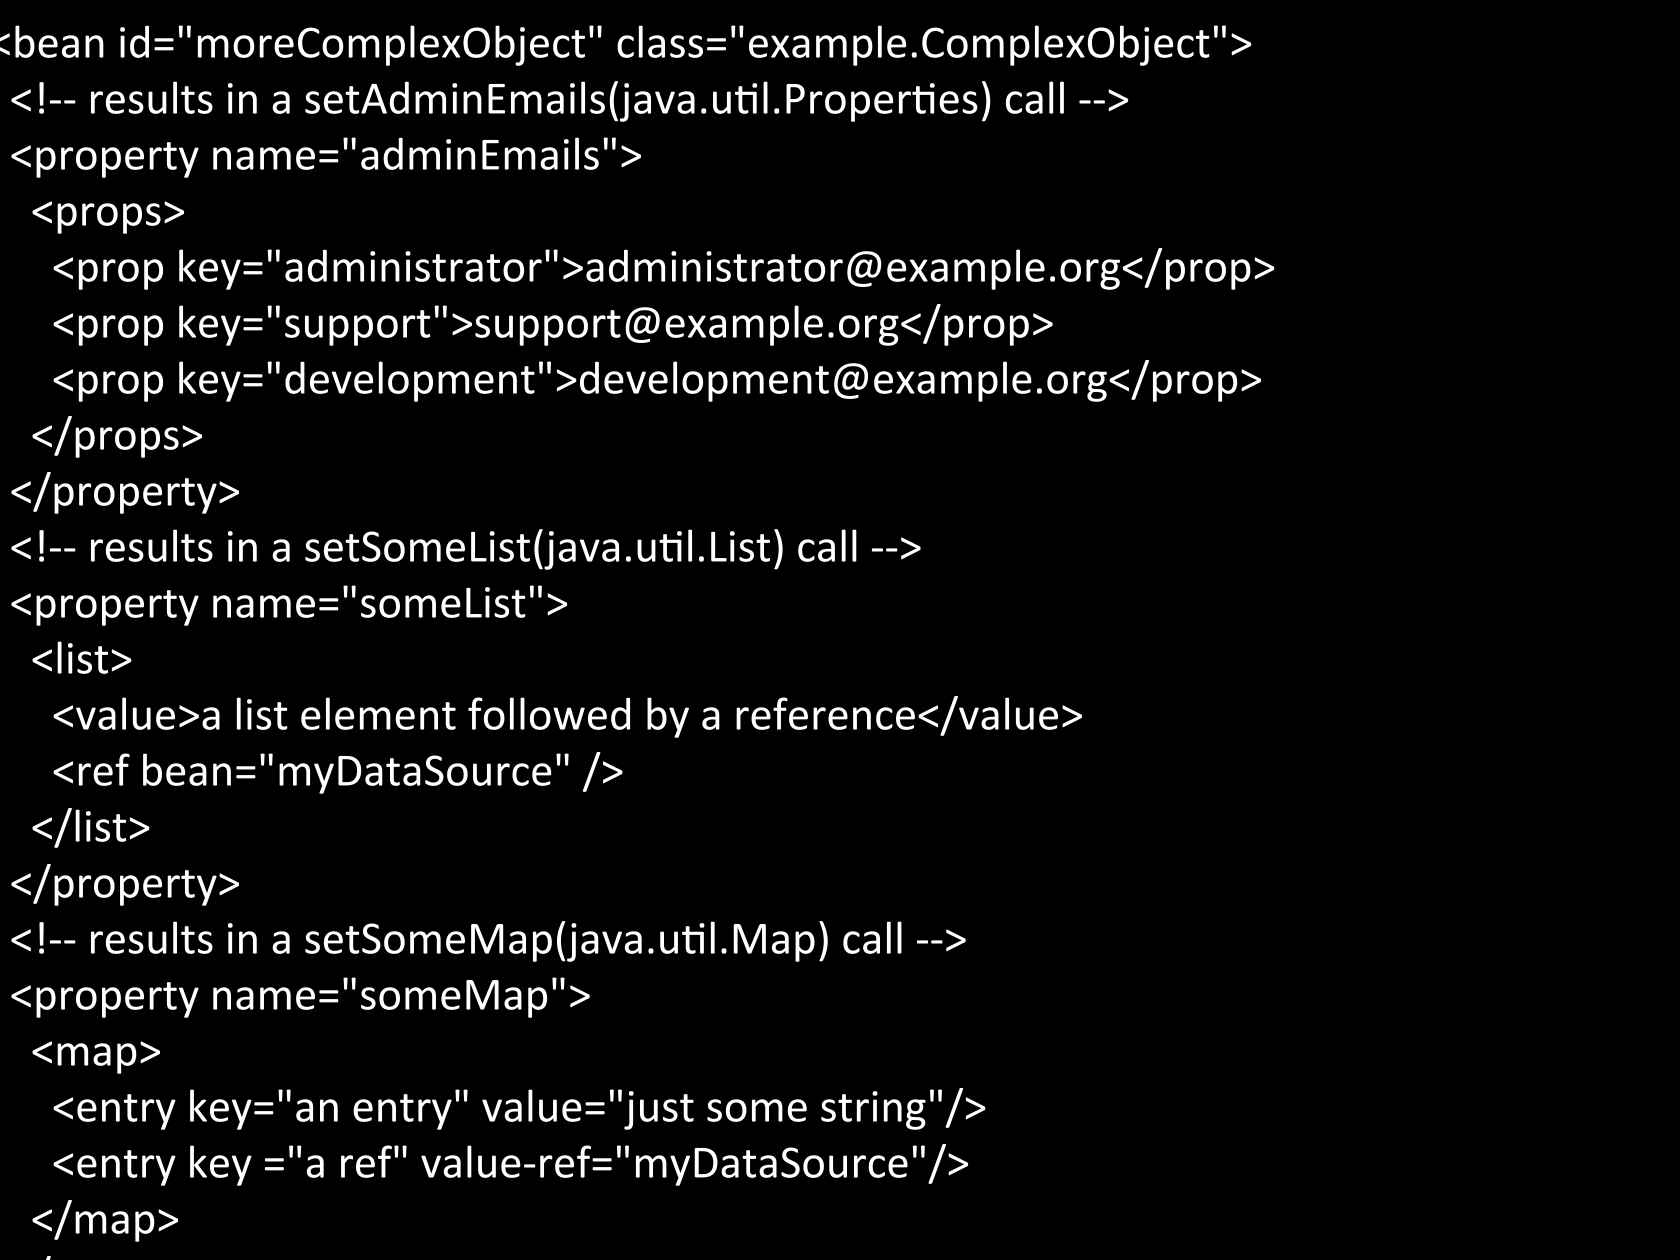 <bean id="moreComplexObject" class="example.ComplexObject">
<!-- results in a setAdminEmails(java.util.Properties) call -->
<property name="adminEmails">
<props>
<prop key="administrator">administrator@example.org</prop>
<prop key="support">support@example.org</prop>
<prop key="development">development@example.org</prop>
</props>
</property>
<!-- results in a setSomeList(java.util.List) call -->
<property name="someList">
<list>
<value>a list element followed by a reference</value>
<ref bean="myDataSource" />
</list>
</property>
<!-- results in a setSomeMap(java.util.Map) call -->
<property name="someMap">
<map>
<entry key="an entry" value="just some string"/>
<entry key ="a ref" value-ref="myDataSource"/>
</map>